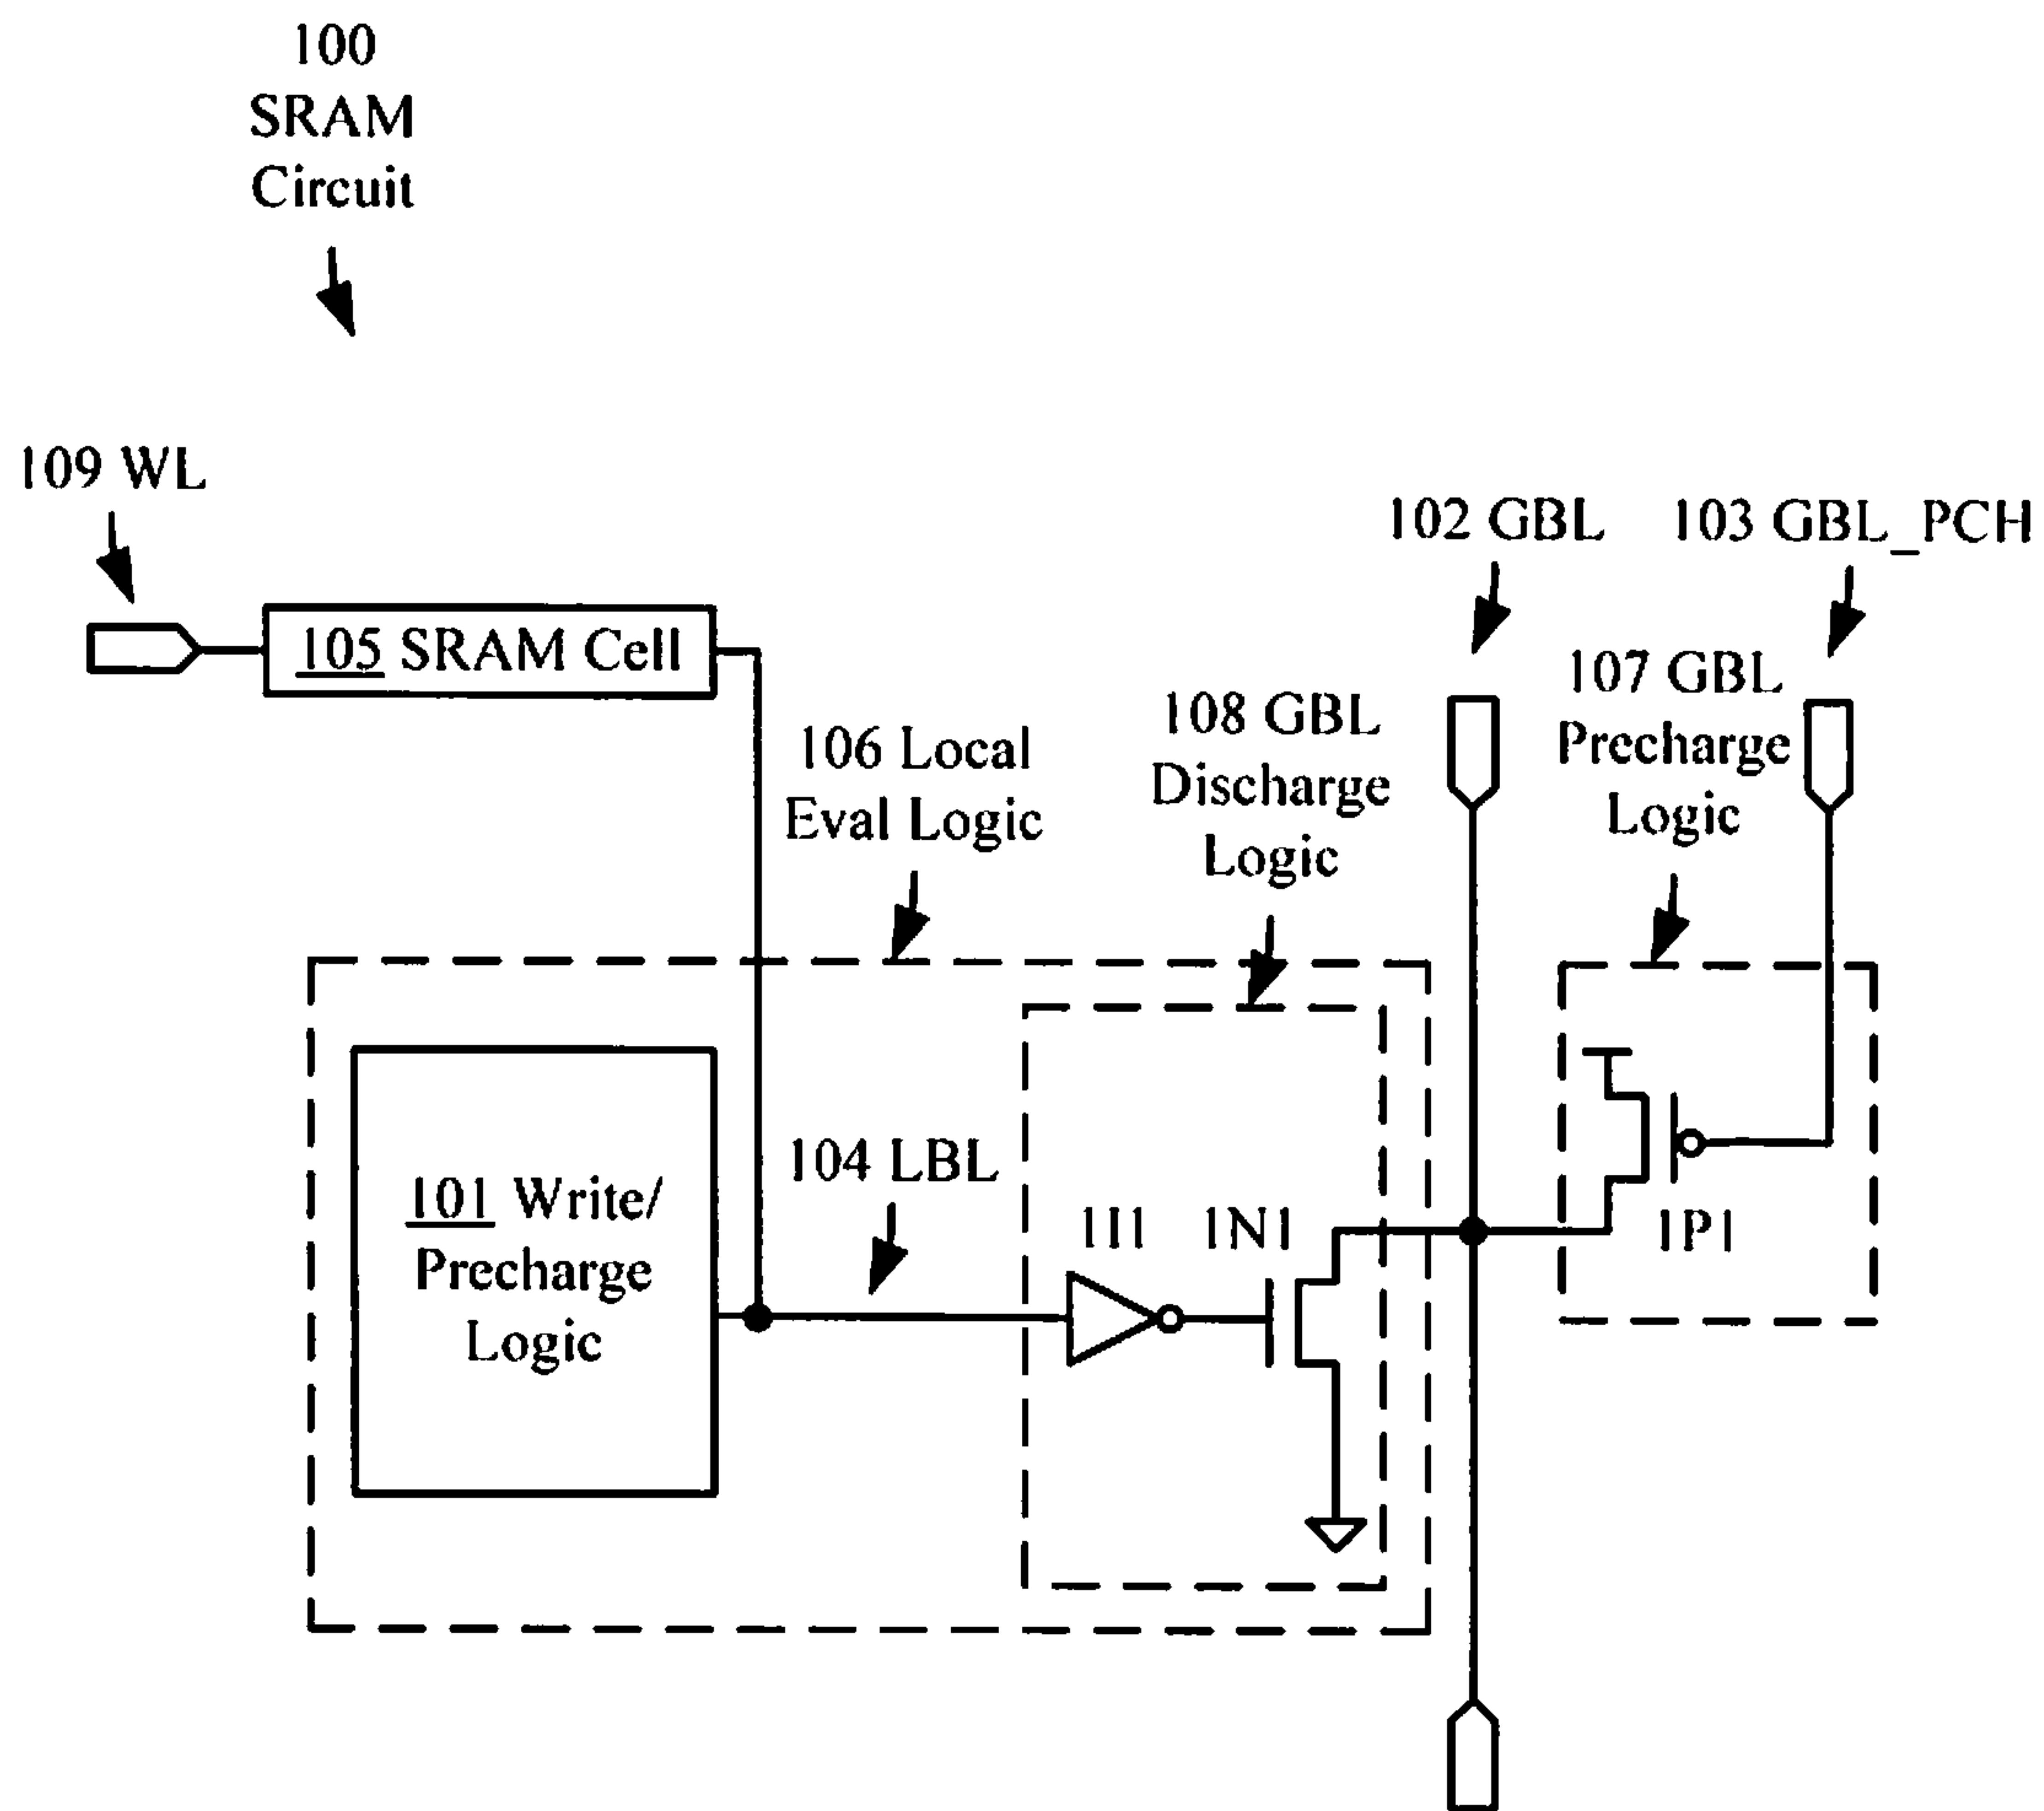 100
SRAM
Circuit
109 WL
102 GBL
103 GBL_PCH
105 SRAM Cell
107 GBL
Precharge
Logic
108 GBL
Discharge
Logic
106 Local
Eval Logic
104 LBL
101 Write/
Precharge
Logic
1I1
1N1
1P1